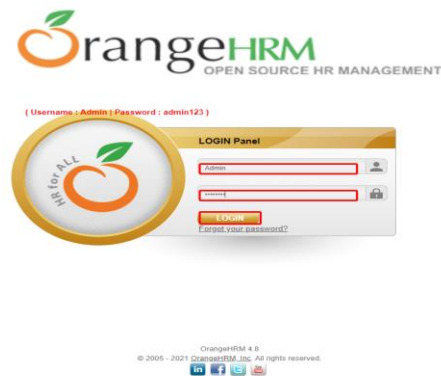 OrangeHRM
OPEN SOURCE HR MANAGEMENT
( Username : Admin | Password : admin123 )
HR for ALL
LOGIN Panel
Admin
LOGIN
Forgot your password?
OrangeHRM 4.8
© 2005 - 2021 OrangeHRM, Inc. All rights reserved.
in f